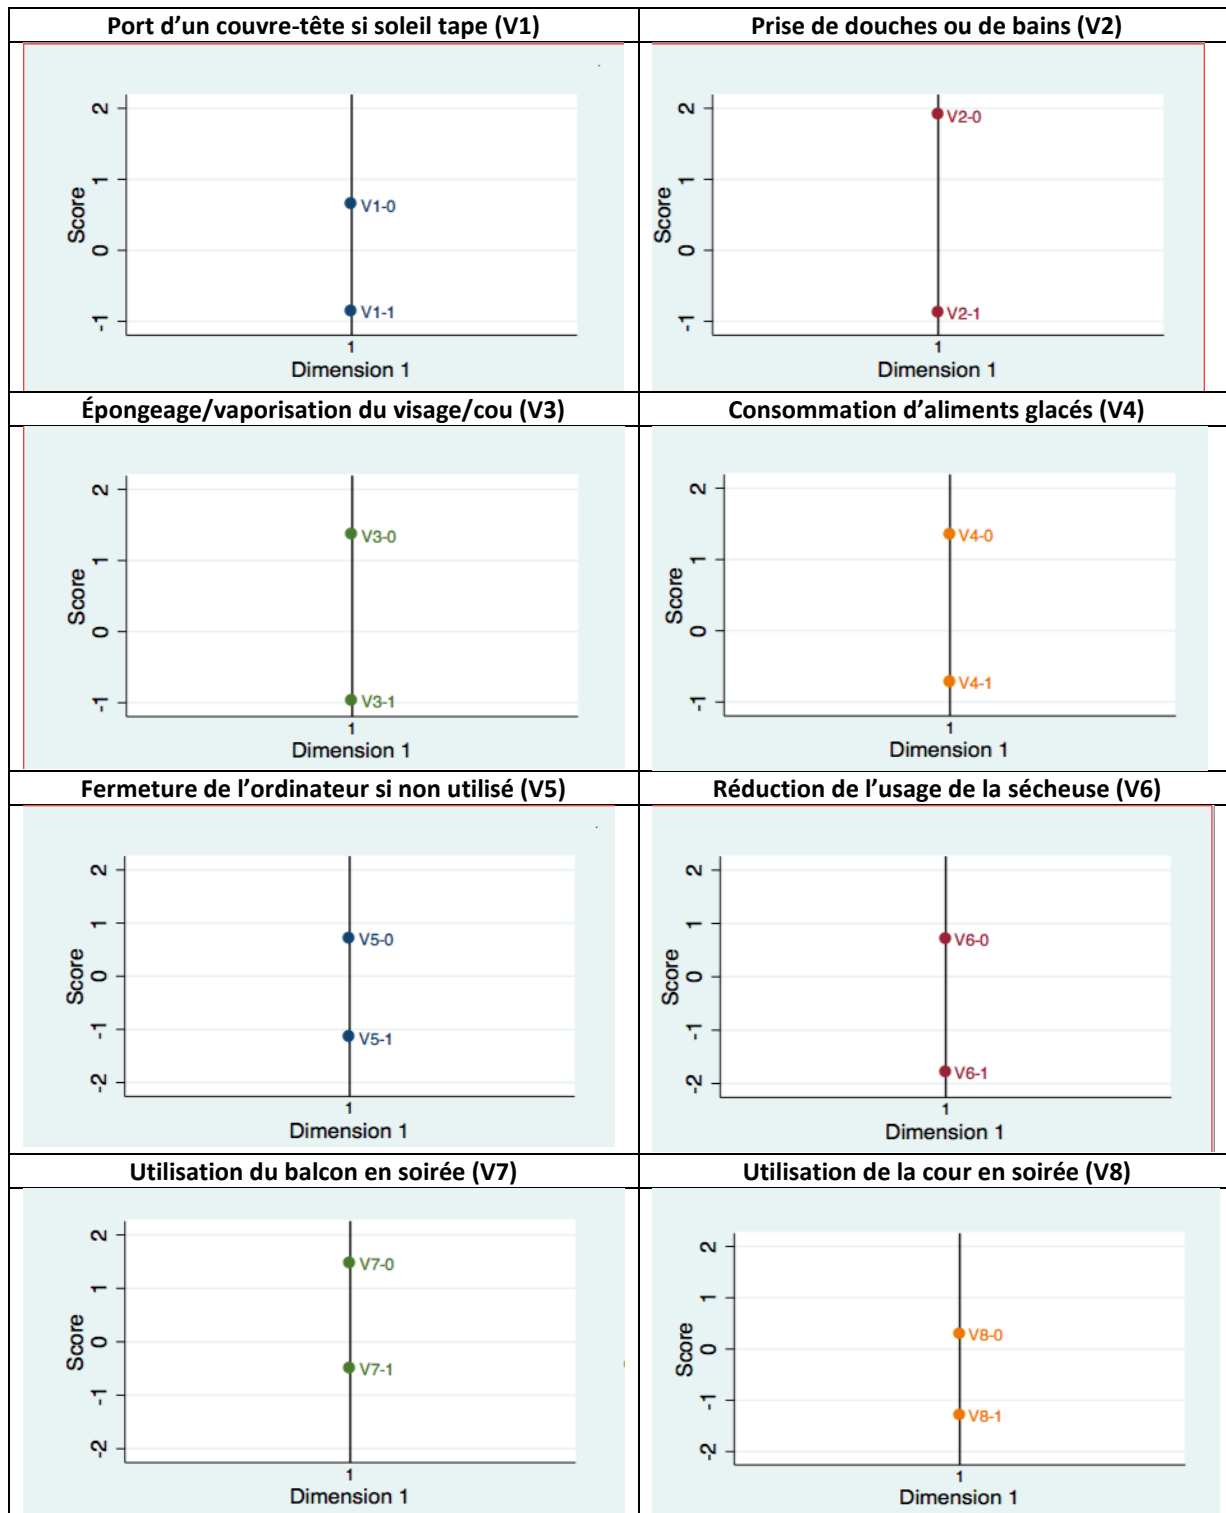 Port d’un couvre-tête si soleil tape (V1)
Prise de douches ou de bains (V2)
Score
2
1
0
-1
V1-0
V1-1
1
Dimension 1
Score
2
1
0
-1
V2-0
V2-1
1
Dimension 1
Épongeage/vaporisation du visage/cou (V3)
Consommation d’aliments glacés (V4)
Score
2
1
0
-1
V3-0
V3-1
1
Dimension 1
Score
2
1
0
-1
V4-0
V4-1
1
Dimension 1
Fermeture de l’ordinateur si non utilisé (V5)
Réduction de l’usage de la sécheuse (V6)
Score
2
1
0
-1
-2
V5-0
V5-1
1
Dimension 1
Score
2
1
0
-1
-2
V6-0
V6-1
1
Dimension 1
Utilisation du balcon en soirée (V7)
Utilisation de la cour en soirée (V8)
Score
2
1
0
-1
-2
V7-0
V7-1
1
Dimension 1
Score
2
1
0
-1
-2
V8-0
V8-1
1
Dimension 1